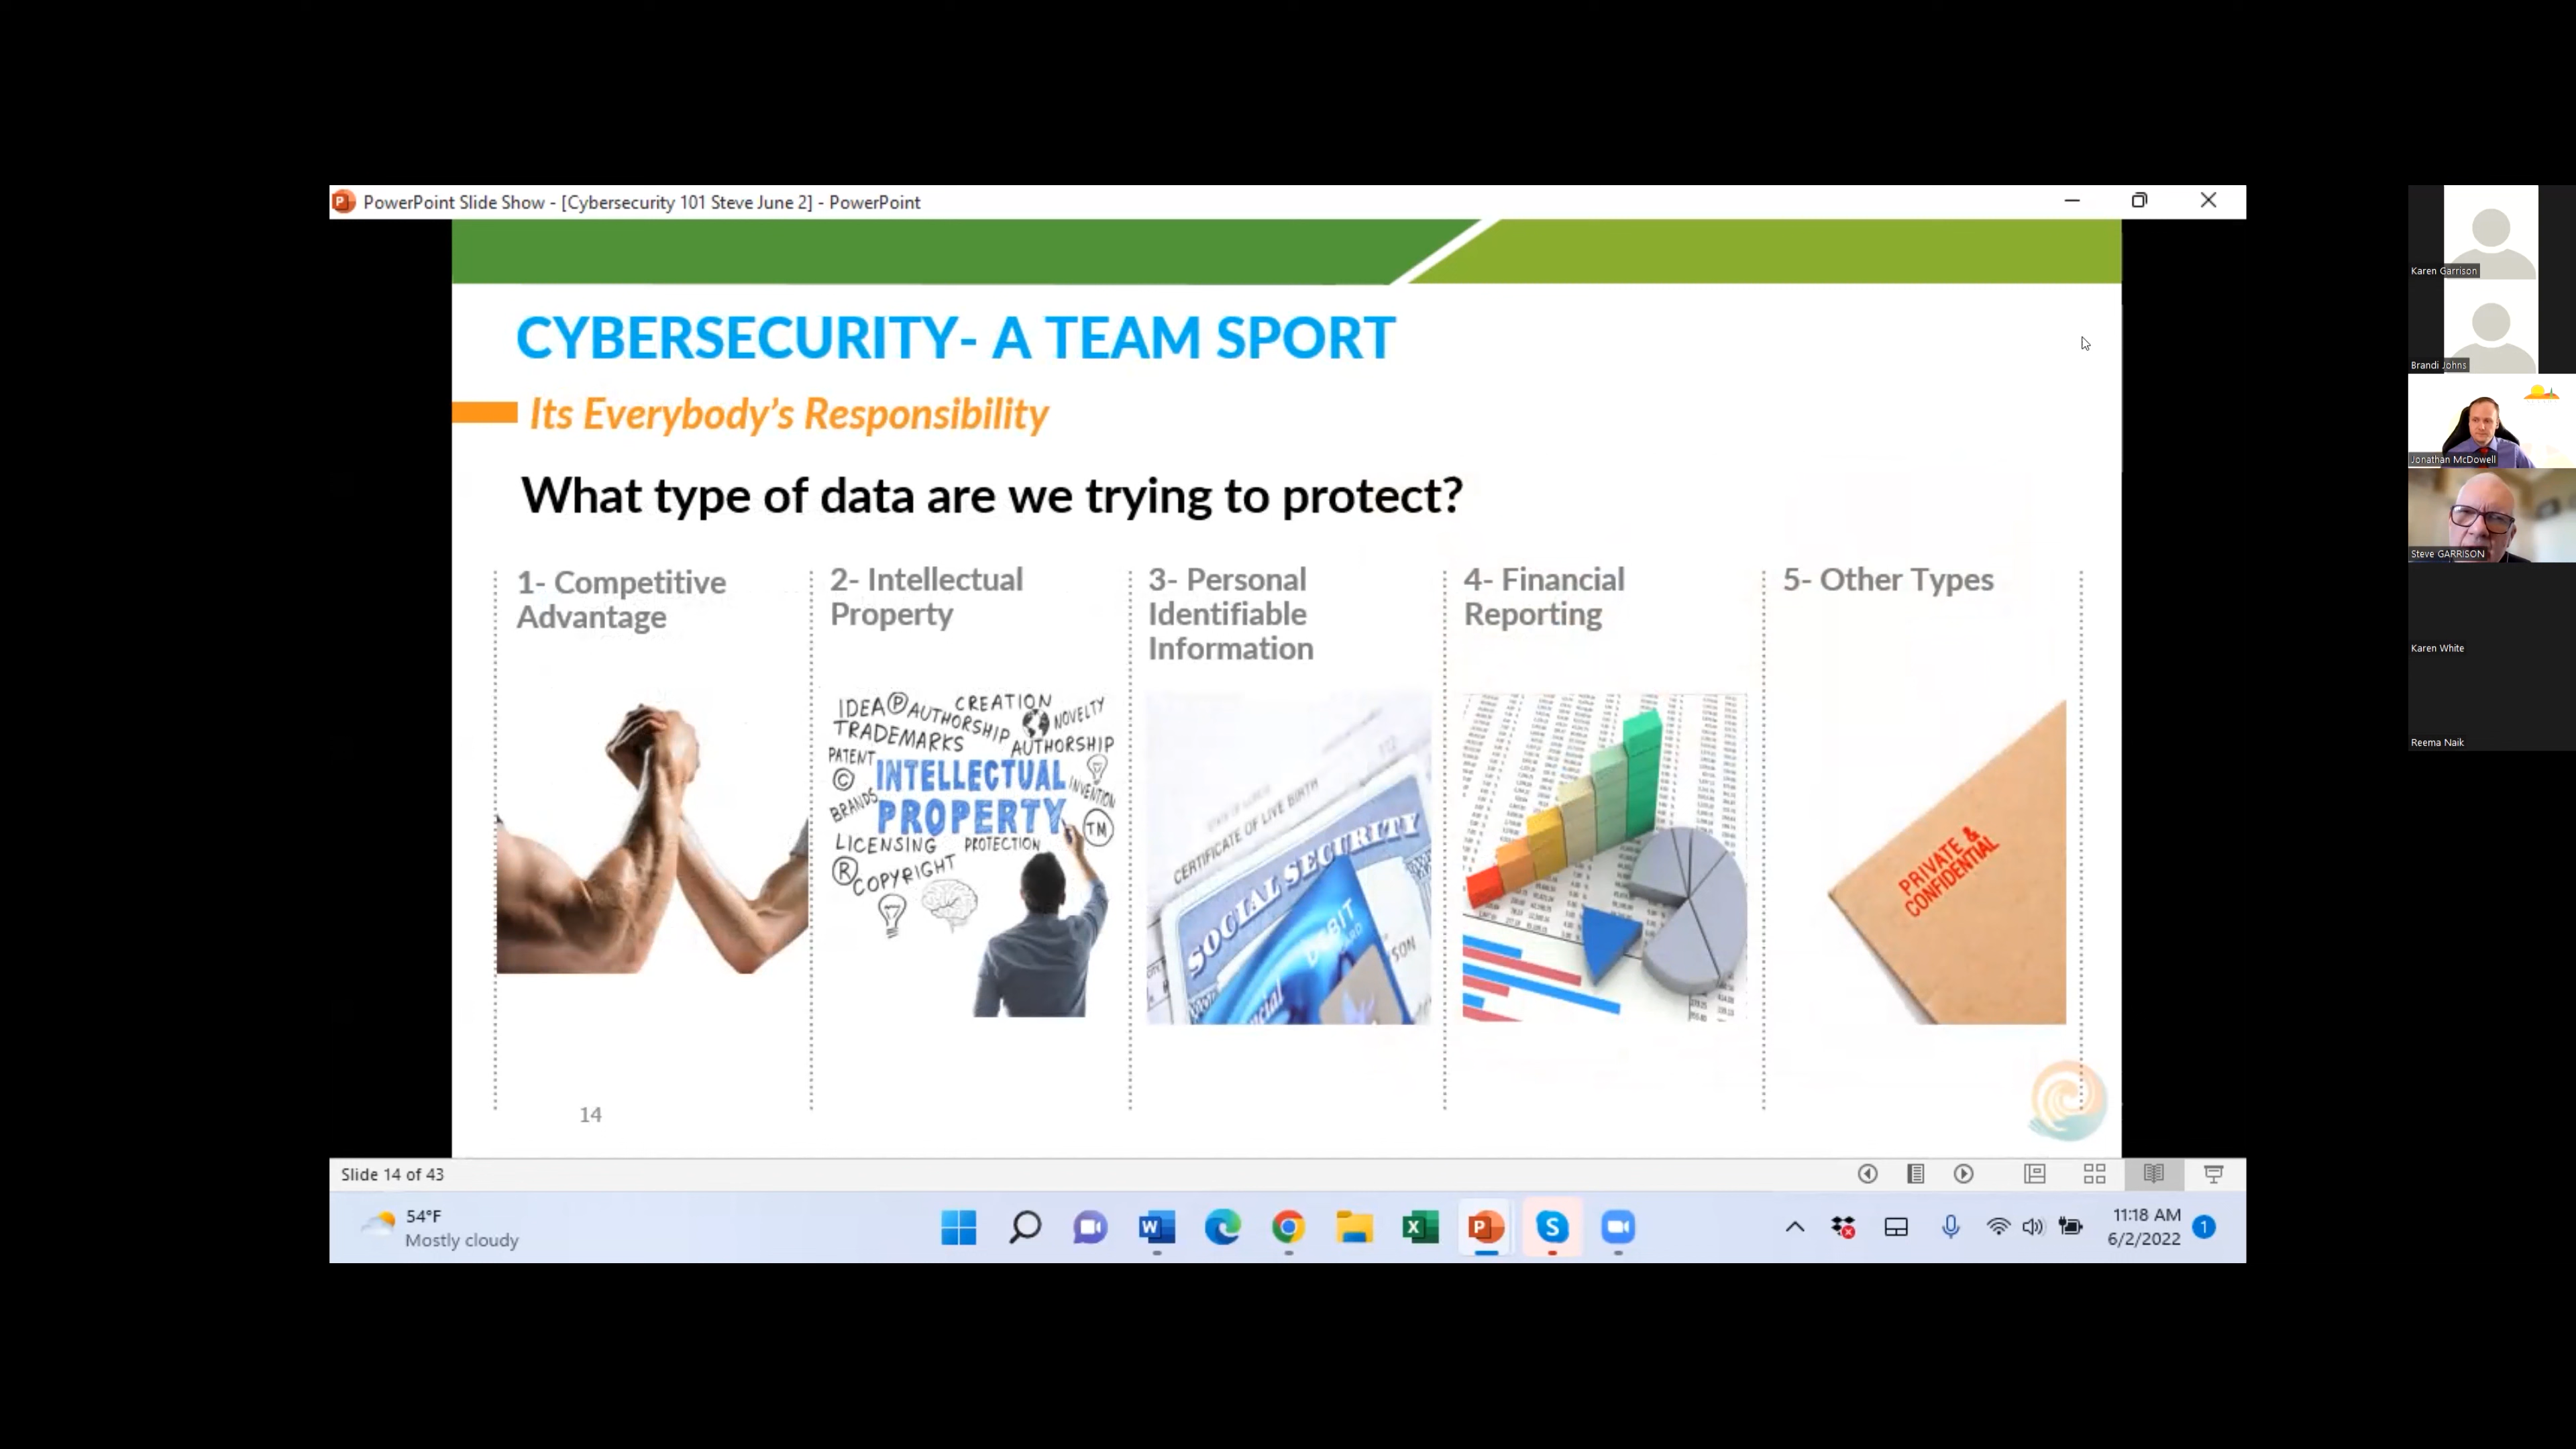 PowerPoint Slide Show - [Cybersecurity 101 Steve June 2] - PowerPoint
CYBERSECURITY- A TEAM SPORT
Its Everybody's Responsibility
What type of data are we trying to protect?
1- Competitive
Advantage
2- Intellectual
Property
3- Personal
Identifiable
Information
4- Financial
Reporting
5- Other Types
IDEA
AUTHORSHIP
CREATION
NOVELTY
TRADEMARKS
AUTHORSHIP
PATENT
INTELLECTUAL
PROPERTY
INVENTION
BRANDS
TM
LICENSING
PROTECTION
COPYRIGHT
CERTIFICATE OF LIVE BIRTH
SOCIAL SECURITY
DEBIT
PRIVATE &
CONFIDENTIAL
14
Slide 14 of 43
54°F
Mostly cloudy
11:18 AM
6/2/2022
1
Karen Garrison
Brandi Johns
Jonathan McDowell
Steve GARRISON
Karen White
Reema Naik